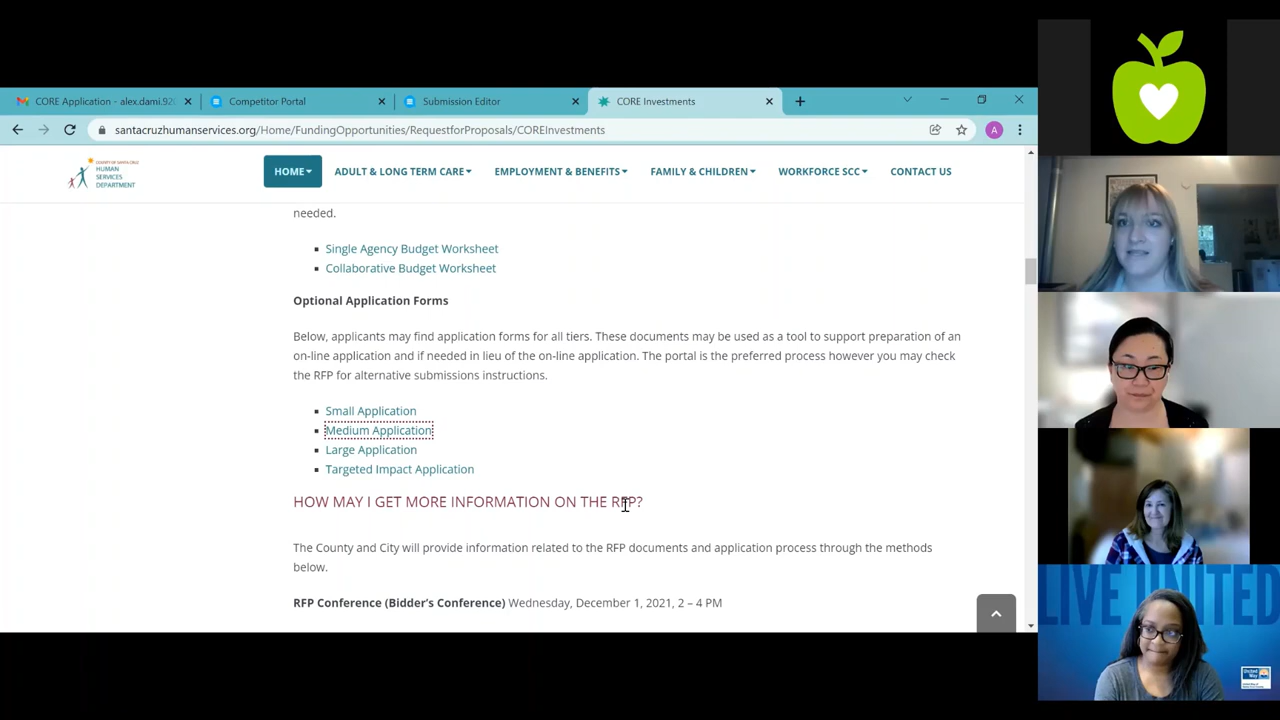 CORE Application - alex.dami.920
Competitor Portal
Submission Editor
CORE Investments
santacruzhumanservices.org/Home/FundingOpportunities/RequestforProposals/COREInvestments
A
COUNTY OF SANTA CRUZ
HUMAN
SERVICES
DEPARTMENT
HOME
ADULT & LONG TERM CARE
EMPLOYMENT & BENEFITS
FAMILY & CHILDREN
WORKFORCE SCC
CONTACT US
needed.
Single Agency Budget Worksheet
Collaborative Budget Worksheet
Optional Application Forms
Below, applicants may find application forms for all tiers. These documents may be used as a tool to support preparation of an
on-line application and if needed in lieu of the on-line application. The portal is the preferred process however you may check
the RFP for alternative submissions instructions.
Small Application
Medium Application
Large Application
Targeted Impact Application
HOW MAY I GET MORE INFORMATION ON THE RFP?
The County and City will provide information related to the RFP documents and application process through the methods
below.
RFP Conference (Bidder's Conference) Wednesday, December 1, 2021, 2 – 4 PM
LIVE UNITED
United
Way